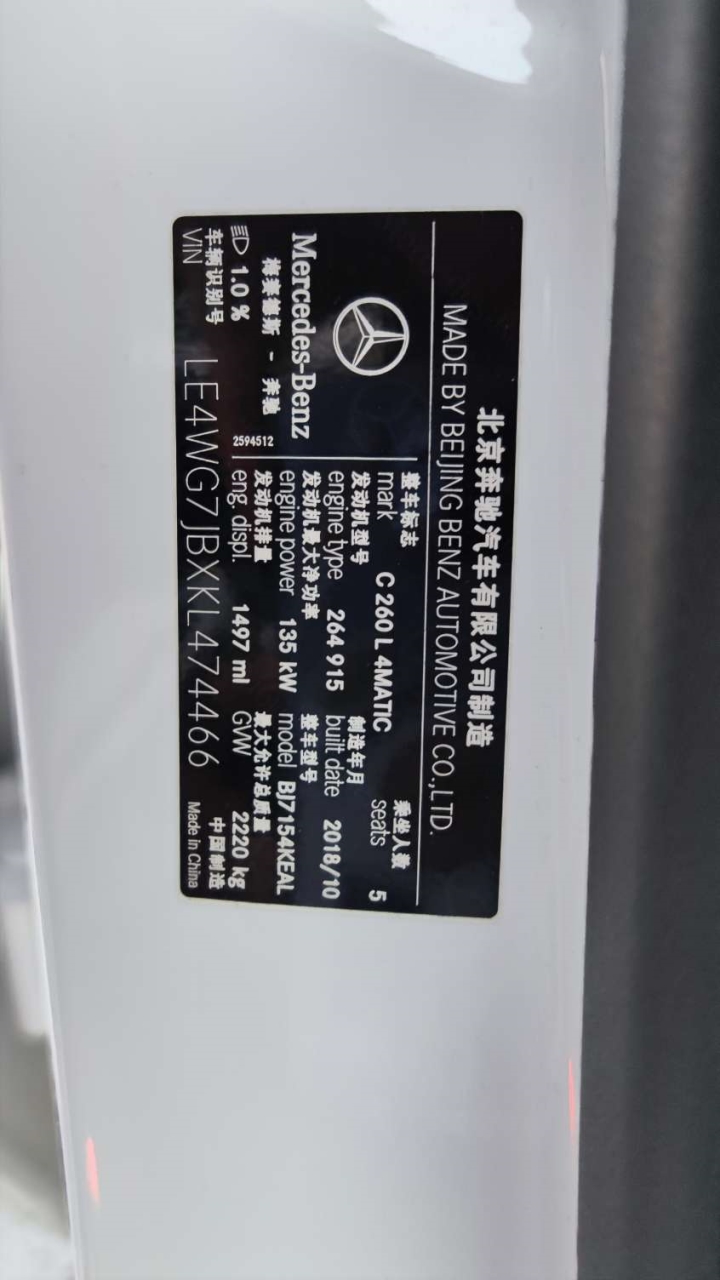 北京奔驰汽车有限公司制造
MADE BY BEIJING BENZ AUTOMOTIVE CO.,LTD.
Mercedes-Benz
梅赛德斯 - 奔驰
1.0 %
2594512
整车标志
mark C 260 L 4MATIC
乘坐人数
seats 5
发动机型号
engine type 264 915
制造年月
built date 2018/10
发动机最大净功率
engine power 135 kW
整车型号
model BJ7154KEAL
发动机排量
eng. displ. 1497 ml
最大允许总质量
GVW 2220 kg
车辆识别号
VIN LE4WG7JBXKL474466
中国制造
Made in China